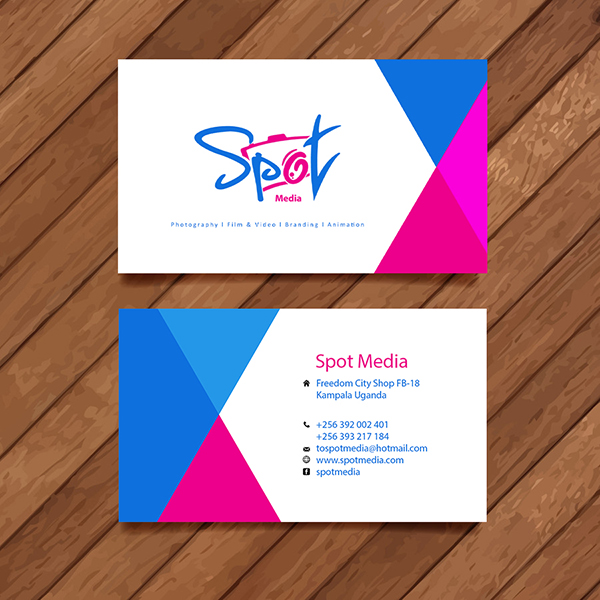 Spot
Media
Photography I Film & Video I Branding I Animation
Spot Media
Freedom City Shop FB-18
Kampala Uganda
+256 392 002 401
+256 393 217 184
tospotmedia@hotmail.com
www.spotmedia.com
f spotmedia